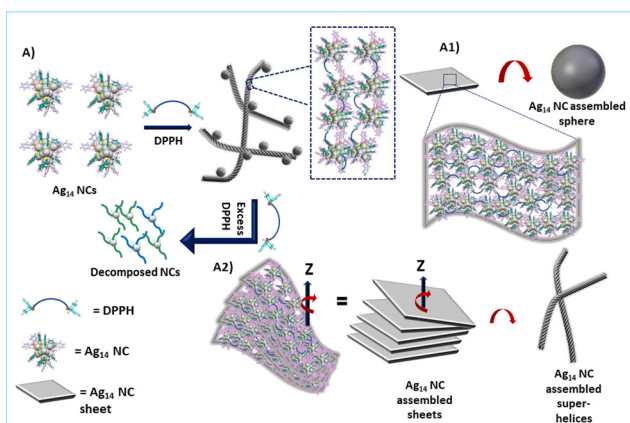 A)
DPPH
Ag₁₄ NCs
A1)
Ag₁₄ NC assembled
sphere
Excess
DPPH
Decomposed NCs
A2)
Z
=
Z
= DPPH
= Ag₁₄ NC
= Ag₁₄ NC
sheet
Ag₁₄ NC
assembled
sheets
Ag₁₄ NC
assembled
super-
helices